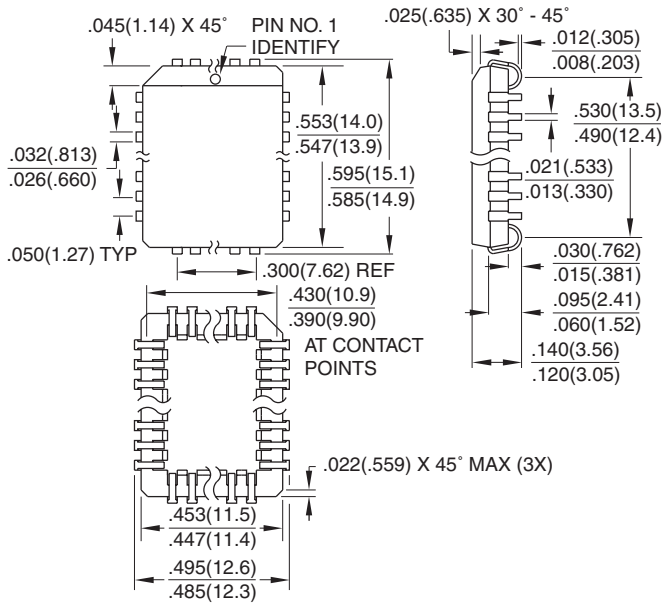 .045(1.14) X 45°
PIN NO. 1
IDENTIFY
.025(.635) X 30° - 45°
.012(.305)
.008(.203)
.553(14.0)
.547(13.9)
.530(13.5)
.490(12.4)
.032(.813)
.026(.660)
.595(15.1)
.585(14.9)
.021(.533)
.013(.330)
.050(1.27) TYP
.300(7.62) REF
.030(.762)
.015(.381)
.430(10.9)
.390(9.90)
AT CONTACT
POINTS
.095(2.41)
.060(1.52)
.140(3.56)
.120(3.05)
.022(.559) X 45° MAX (3X)
.453(11.5)
.447(11.4)
.495(12.6)
.485(12.3)